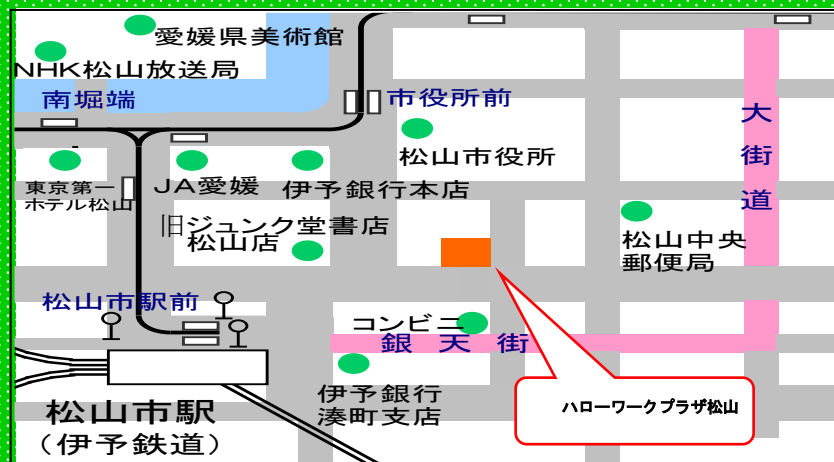 愛媛県美術館
NHK松山放送局
南堀端
市役所前
松山市役所
大街道
東京第一
ホテル松山
JA愛媛
伊予銀行本店
旧ジュンク堂書店
松山店
松山中央
郵便局
松山市駅前
コンビニ
銀天街
伊予銀行
湊町支店
ハローワークプラザ松山
松山市駅
（伊予鉄道）